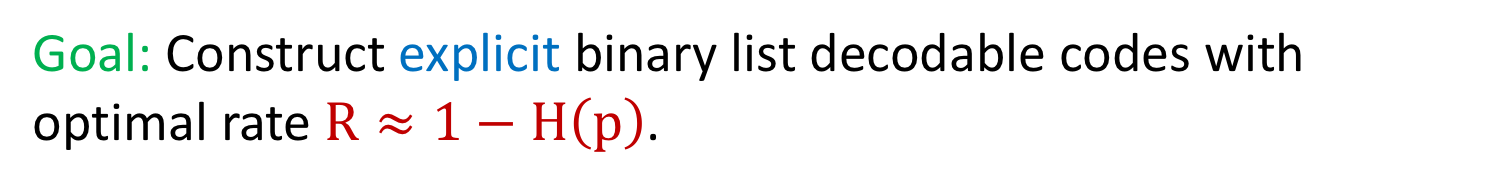 Goal: Construct explicit binary list decodable codes with
optimal rate R ≈ 1 − H(p).